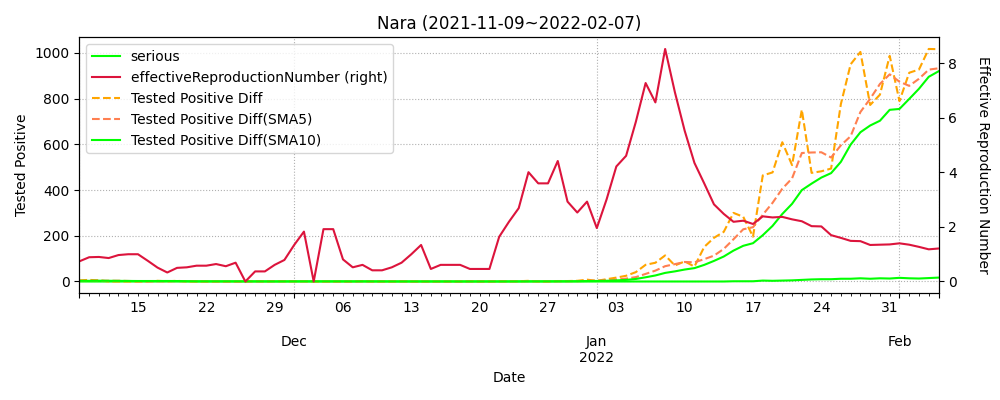 Nara (2021-11-09~2022-02-07)
serious
effectiveReproductionNumber (right)
Tested Positive Diff
Tested Positive Diff(SMA5)
Tested Positive Diff(SMA10)
Tested Positive
1000
800
600
400
200
0
8
6
4
2
0
Effective Reproduction Number
15 22 29 06 13 20 27 03 10 17 24 31
Dec Jan Feb
2022
Date